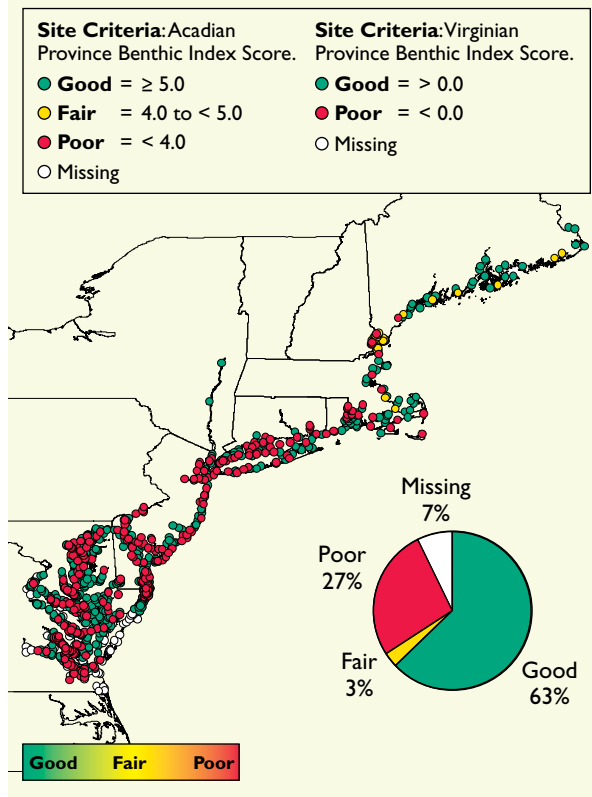 Site Criteria: Acadian
Province Benthic Index Score.
Good = ≥ 5.0
Fair = 4.0 to < 5.0
Poor = < 4.0
Missing
Site Criteria: Virginian
Province Benthic Index Score.
Good = > 0.0
Poor = < 0.0
Missing
Missing
7%
Poor
27%
Fair
3%
Good
63%
Good Fair Poor